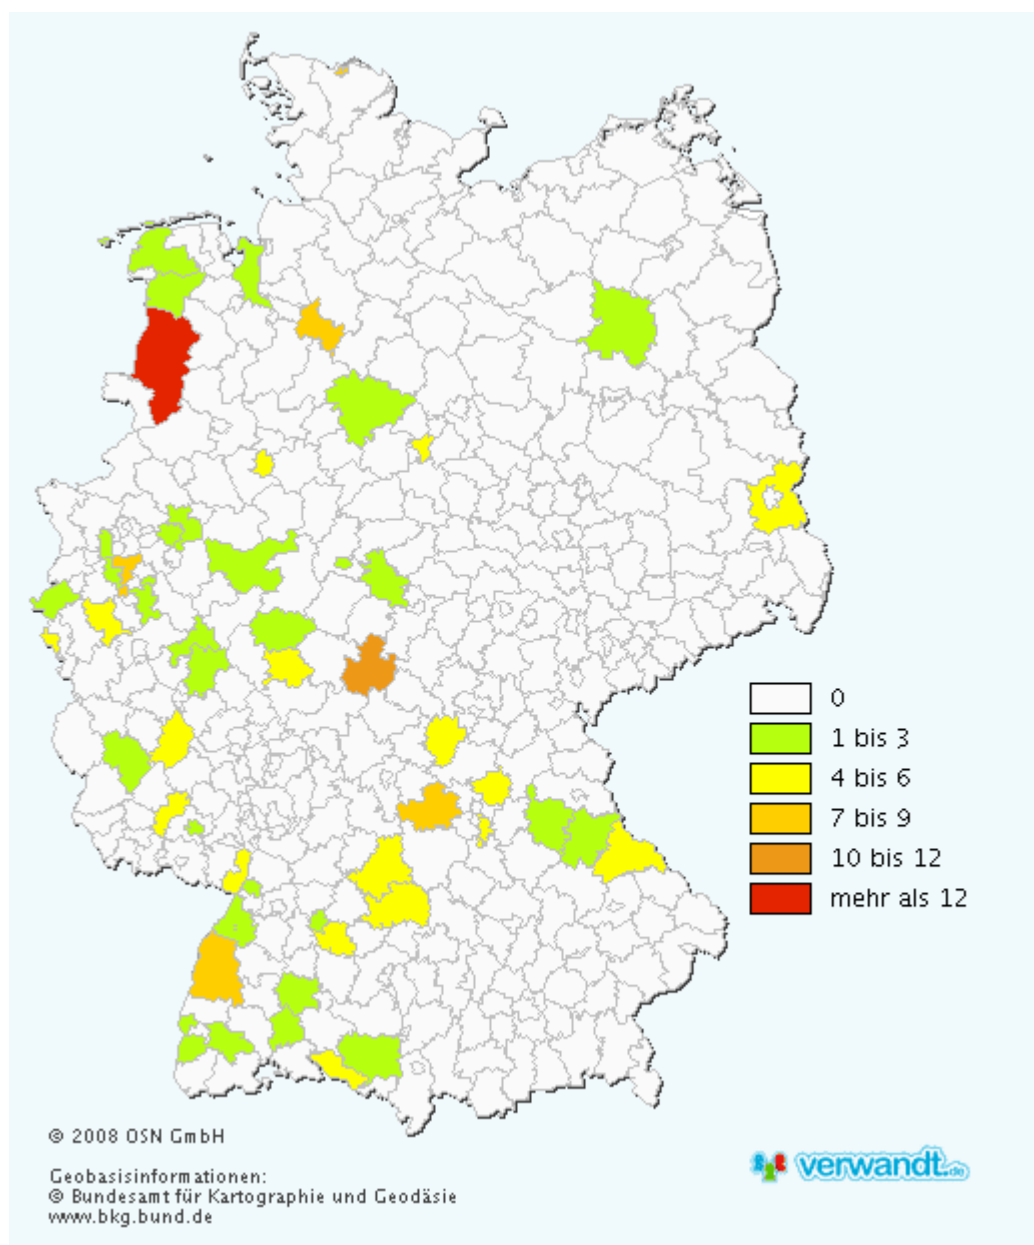 0
1 bis 3
4 bis 6
7 bis 9
10 bis 12
mehr als 12
© 2008 OSN GmbH
Geobasisinformationen:
© Bundesamt für Kartographie und Geodäsie
www.bkg.bund.de
verwandt.de